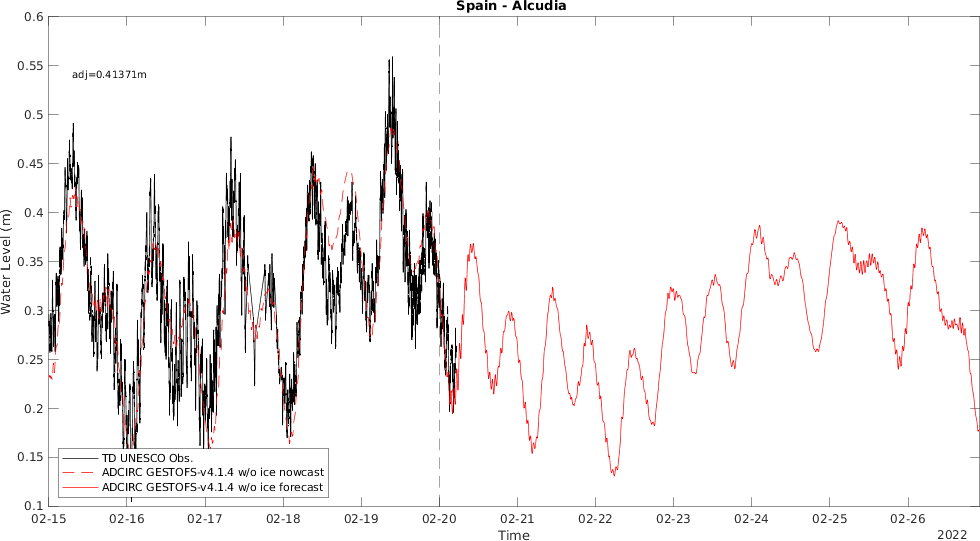 Spain - Alcudia
0.6
0.55
0.5
0.45
0.4
0.35
0.3
0.25
0.2
0.15
0.1
Water Level (m)
adj=0.41371m
TD UNESCO Obs.
ADCIRC GESTOFS-v4.1.4 w/o ice nowcast
ADCIRC GESTOFS-v4.1.4 w/o ice forecast
02-15 02-16 02-17 02-18 02-19 02-20 02-21 02-22 02-23 02-24 02-25 02-26
Time
2022